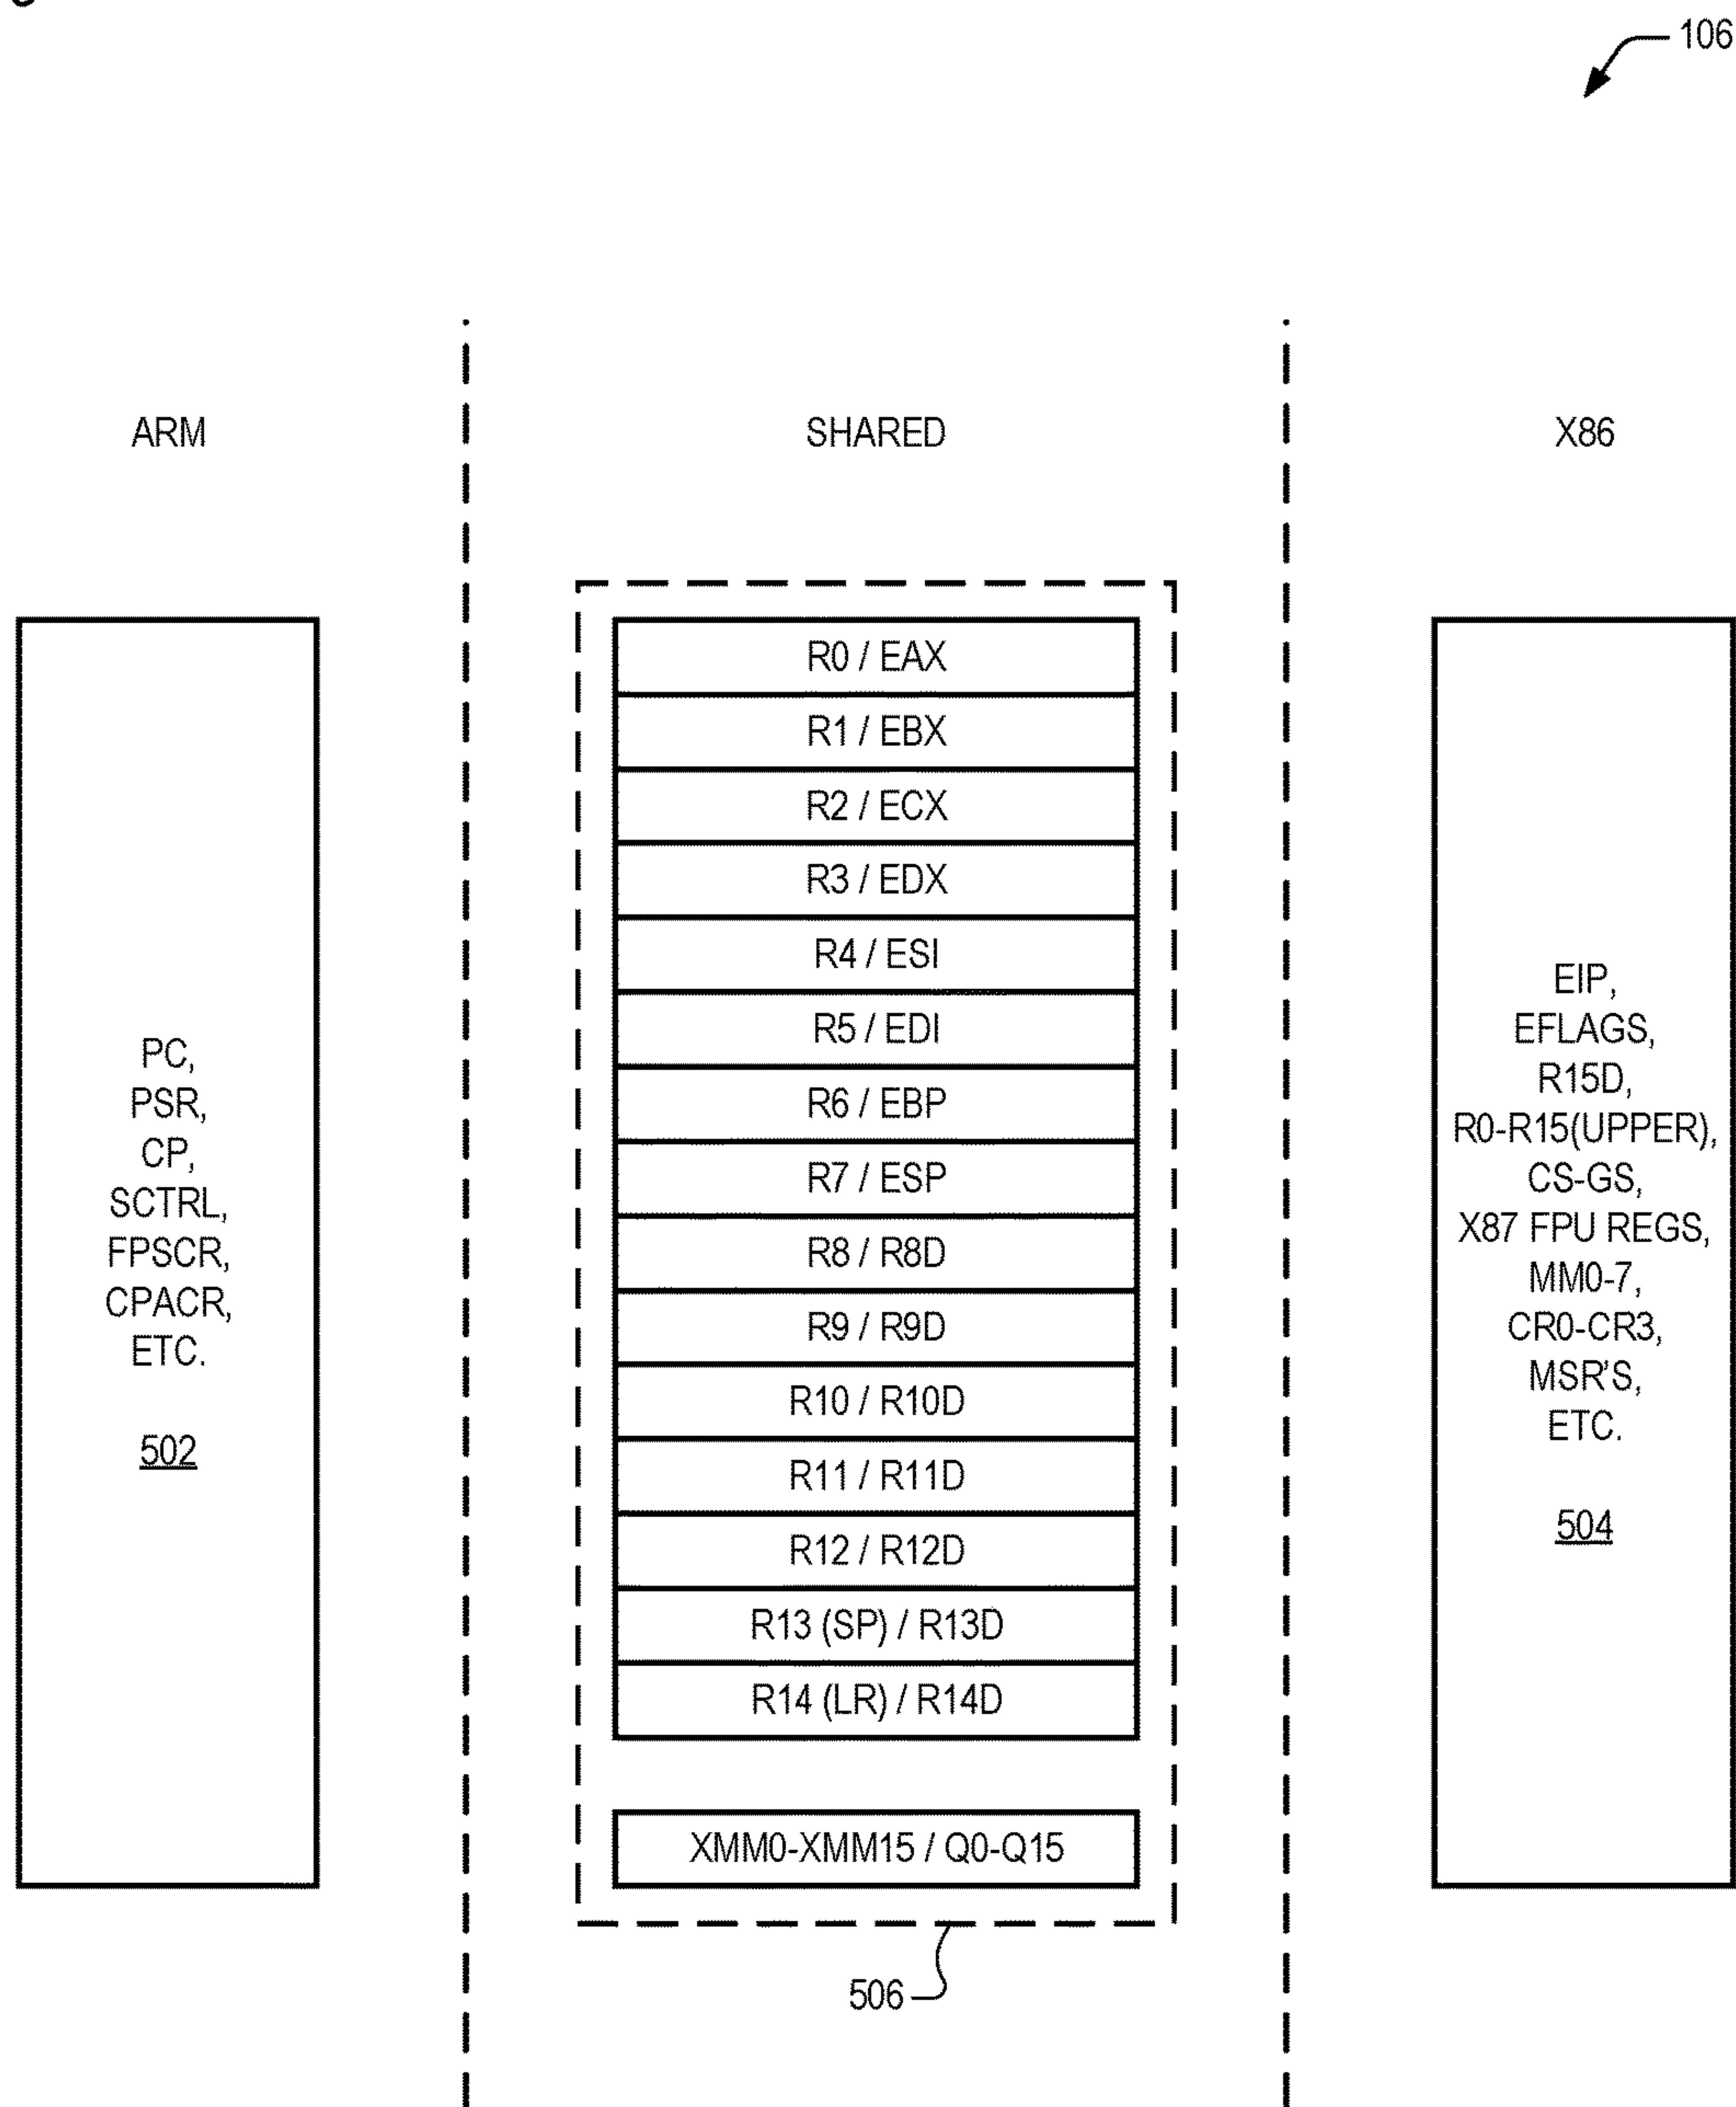 106
ARM
SHARED
X86
PC,
PSR,
CP,
SCTRL,
FPSCR,
CPACR,
ETC.
502
R0 / EAX
R1 / EBX
R2 / ECX
R3 / EDX
R4 / ESI
R5 / EDI
R6 / EBP
R7 / ESP
R8 / R8D
R9 / R9D
R10 / R10D
R11 / R11D
R12 / R12D
R13 (SP) / R13D
R14 (LR) / R14D
XMM0-XMM15 / Q0-Q15
506
EIP,
EFLAGS,
R15D,
R0-R15(UPPER),
CS-GS,
X87 FPU REGS,
MM0-7,
CR0-CR3,
MSR'S,
ETC.
504